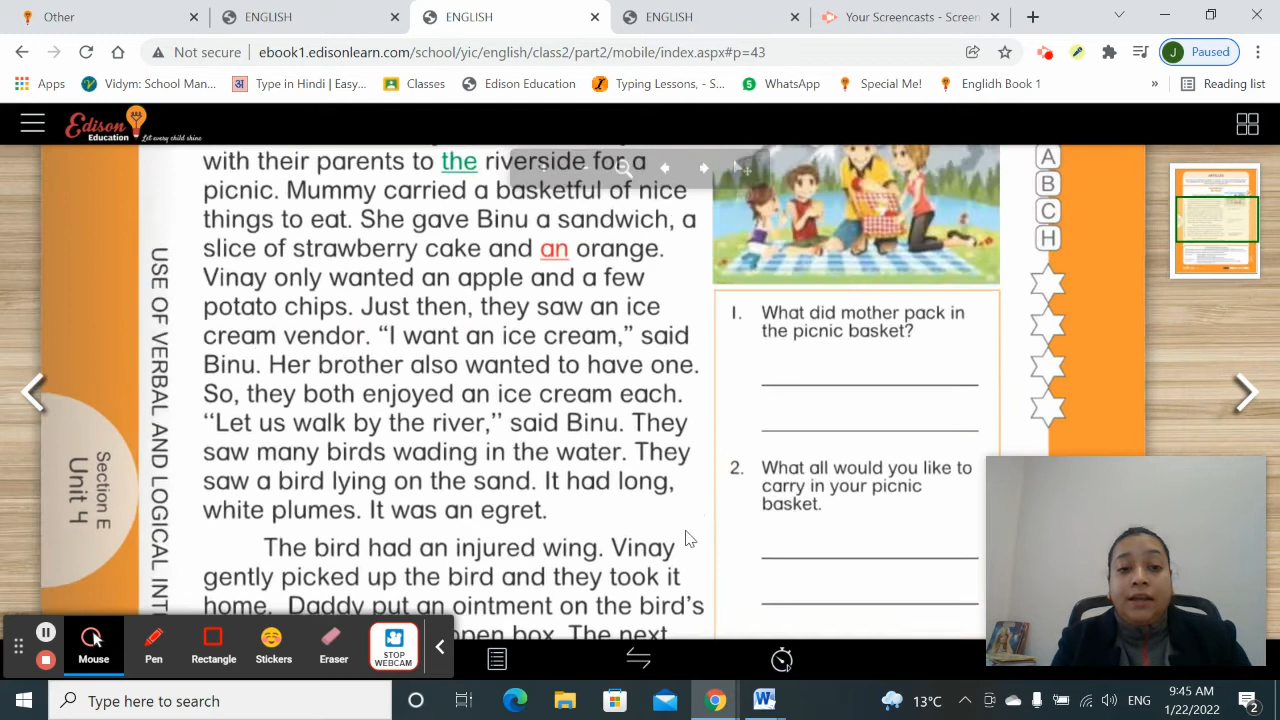 Other
ENGLISH
ENGLISH
ENGLISH
Your Screencasts - Screen
Not secure
ebook1.edisonlearn.com/school/vic/english/class2/part2/mobile/index.aspx#p=43
J Paused
Apps
Vidym: School Man...
Type in Hindi | Easy...
Classes
Edison Education
Typing Lessons, - S...
WhatsApp
Special Me!
Englidh Book 1
»
Reading list
Edison
Education
Let every child shine
with their parents to the riverside for a
picnic. Mummy carried a basketful of nice
things to eat. She gave Binu a sandwich, a
slice of strawberry cake and an orange.
Vinay only wanted an apple and a few
potato chips. Just then, they saw an ice
cream vendor. “I want an ice cream,” said
Binu. Her brother also wanted to have one.
So, they both enjoyed an ice cream each.
‘‘Let us walk by the river,’’ said Binu. They
saw many birds wading in the water. They
saw a bird lying on the sand. It had long,
white plumes. It was an egret.
The bird had an injured wing. Vinay
gently picked up the bird and they took it
home. Daddy put an ointment on the bird’s
open box. The next
USE OF VERBAL AND LOGICAL INT
Section E
Unit 4
1. What did mother pack in
the picnic basket?
2. What all would you like to
carry in your picnic
basket.
A
B
C
H
ARTICLES
Mouse
Pen
Rectangle
Stickers
Eraser
STOP
WEBCAM
Type here to search
13°C
ENG
9:45 AM
1/22/2022
2